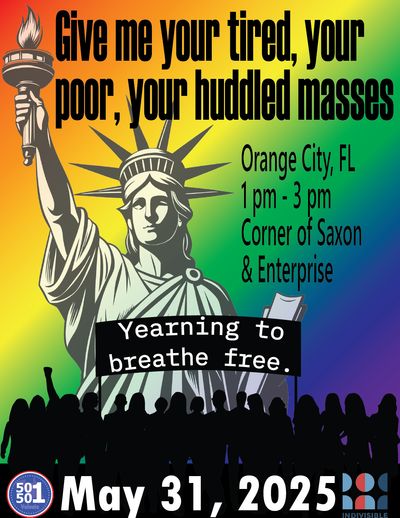 Give me your tired, your
poor, your huddled masses
Orange City, FL
1 pm - 3 pm
Corner of Saxon
& Enterprise
Yearning to
breathe free.
50
50 1
Volusia
May 31, 2025
INDIVISIBLE